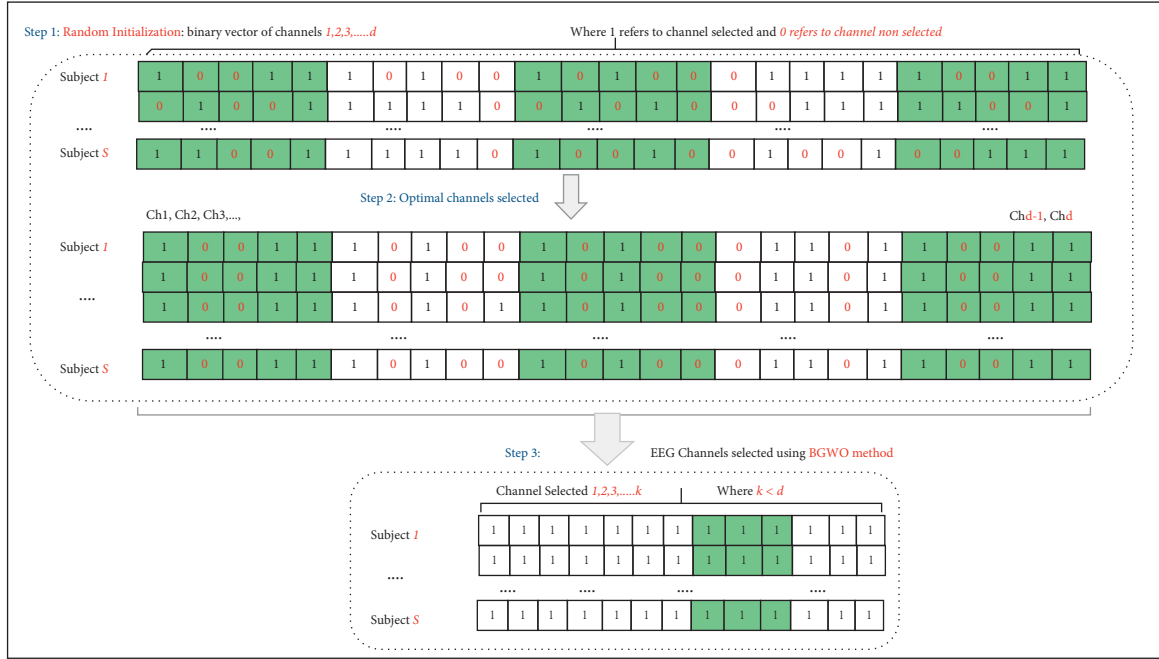 Step 1: Random Initialization: binary vector of channels 1,2,3,.....d Where 1 refers to channel selected and 0 refers to channel non selected
Subject 1 1 0 0 1 1 1 0 1 0 0 1 0 1 0 0 0 1 1 1 1 1 0 0 1 1
0 1 0 0 1 1 1 1 1 0 0 1 0 1 0 0 0 1 1 1 1 1 0 0 1
.... .... .... .... .... ....
Subject S 1 1 0 0 1 1 1 1 1 0 1 0 0 1 0 0 1 0 0 1 0 0 1 1 1
Step 2: Optimal channels selected
Ch1, Ch2, Ch3,..., Chd-1, Chd
Subject 1 1 0 0 1 1 1 0 1 0 0 1 0 1 0 0 0 1 1 0 1 1 0 0 1 1
1 0 0 1 1 1 0 1 0 0 1 0 1 0 0 0 1 1 0 1 1 0 0 1 1
.... 1 0 0 1 1 1 0 1 0 1 1 0 1 0 0 0 1 1 0 1 1 0 0 1 1
.... .... .... .... ....
Subject S 1 0 0 1 1 1 0 1 0 0 1 0 1 0 0 0 1 1 0 1 1 0 0 1 1
Step 3: EEG Channels selected using BGWO method
Channel Selected 1,2,3,.....k Where k < d
Subject 1 1 1 1 1 1 1 1 1 1 1 1 1 1
1 1 1 1 1 1 1 1 1 1 1 1 1
.... .... .... .... ....
Subject S 1 1 1 1 1 1 1 1 1 1 1 1 1